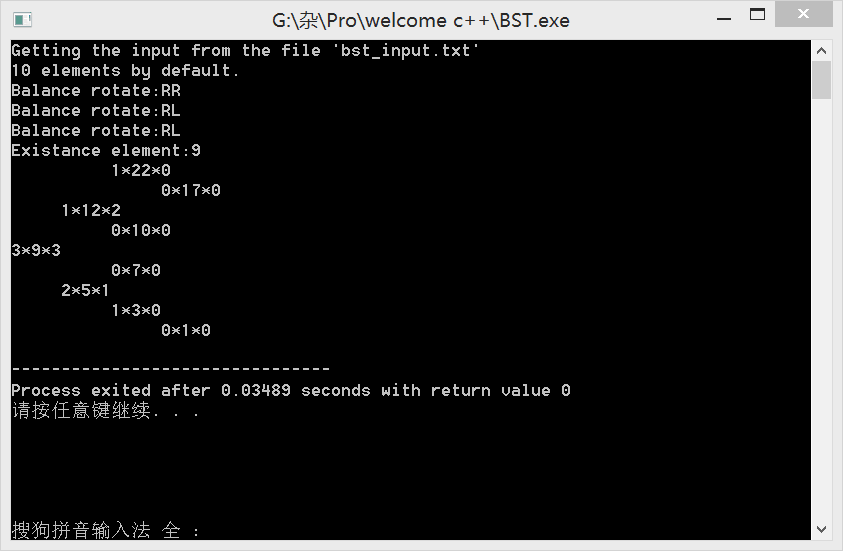 G:\杂\Pro\welcome c++\BST.exe
Getting the input from the file 'bst_input.txt'
10 elements by default.
Balance rotate:RR
Balance rotate:RL
Balance rotate:RL
Existance element:9
1*22*0
0*17*0
1*12*2
0*10*0
3*9*3
0*7*0
2*5*1
1*3*0
0*1*0
--------------------------------
Process exited after 0.03489 seconds with return value 0
请按任意键继续. . .
搜狗拼音输入法 全 :